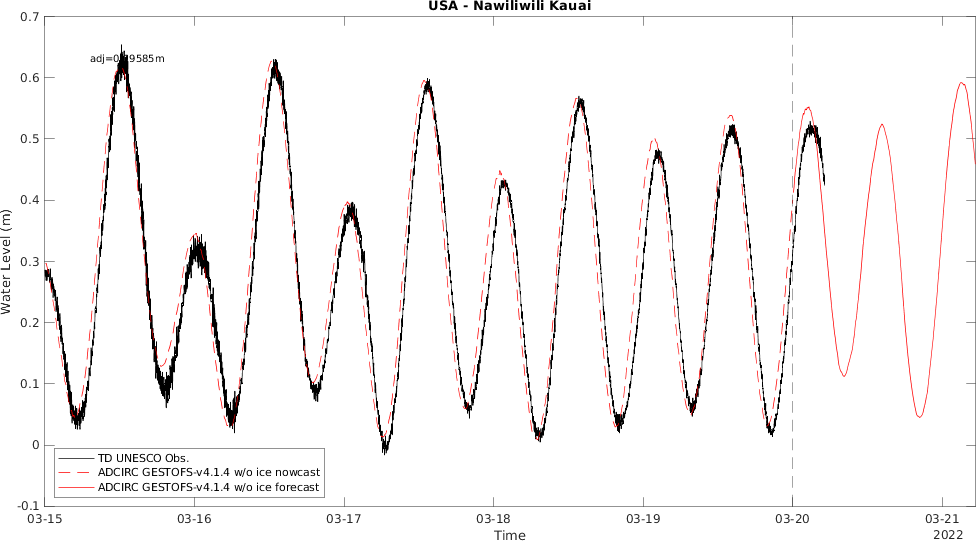 USA - Nawiliwili Kauai
0.7
0.6
0.5
0.4
0.3
0.2
0.1
0
-0.1
Water Level (m)
TD UNESCO Obs.
ADCIRC GESTOFS-v4.1.4 w/o ice nowcast
ADCIRC GESTOFS-v4.1.4 w/o ice forecast
03-15 03-16 03-17 03-18 03-19 03-20 03-21
Time
2022